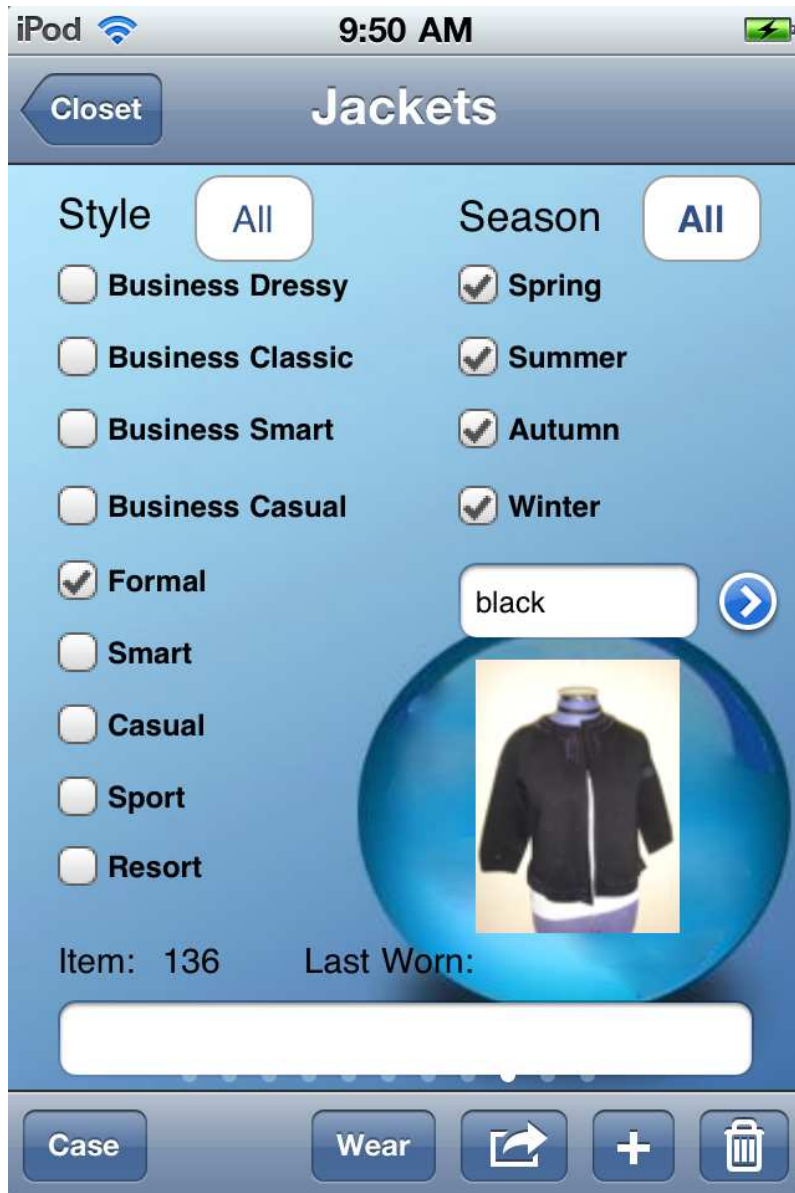 iPod 9:50 AM
Closet Jackets
Style All Season All
Business Dressy Spring
Business Classic Summer
Business Smart Autumn
Business Casual Winter
Formal black
Smart
Casual
Sport
Resort
Item: 136 Last Worn:
Case Wear